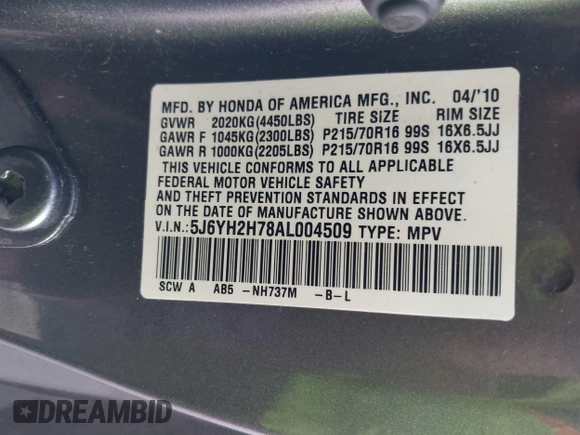 MFD. BY HONDA OF AMERICA MFG., INC. 04/'10
GVWR 2020KG(4450LBS) TIRE SIZE RIM SIZE
GAWR F 1045KG(2300LBS) P215/70R16 99S 16X6.5JJ
GAWR R 1000KG(2205LBS) P215/70R16 99S 16X6.5JJ
THIS VEHICLE CONFORMS TO ALL APPLICABLE
FEDERAL MOTOR VEHICLE SAFETY
AND THEFT PREVENTION STANDARDS IN EFFECT
ON THE DATE OF MANUFACTURE SHOWN ABOVE.
V.I.N.:5J6YH2H78AL004509 TYPE: MPV
SCW A AB5 -NH737M -B-L
DREAMBID